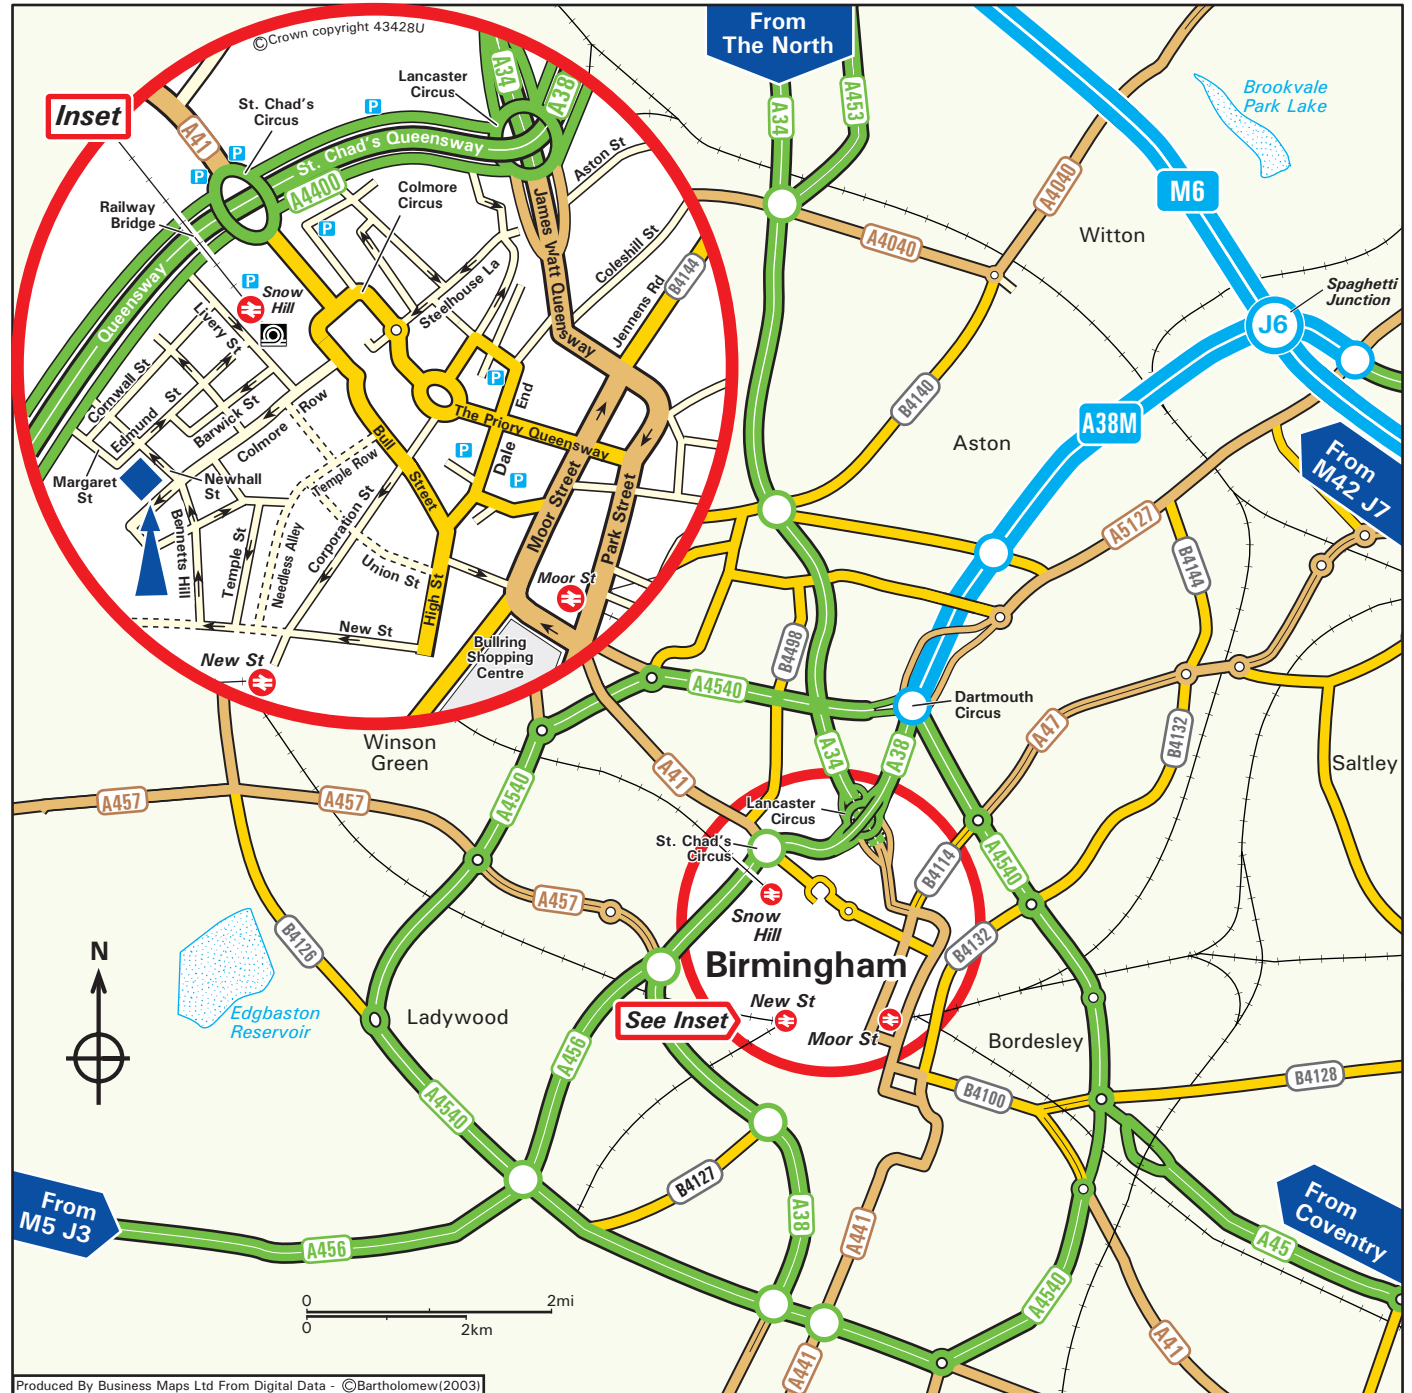 ©Crown copyright 43428U
Inset
A41
St. Chad's
Circus
Lancaster
Circus
A34
A38
St. Chad's Queensway
A4400
Aston St
Railway
Bridge
Colmore
Circus
James Watt Queensway
Coleshill St
Queensway
P
P
P
P
P
Snow
Hill
Steelhouse La
Jennens Rd
B4144
Livery St
Cornwall St
Edmund St
Barwick St
Colmore Row
P
End
Dale
The Priory Queensway
Bull
Street
Temple Row
P
P
Margaret
St
Newhall
St
Bennetts Hill
Temple St
Needless Alley
Corporation St
Union St
High St
Moor Street
Park Street
Moor St
New St
New St
Bullring
Shopping
Centre
From
The North
A34
A453
A4040
A4040
M6
Brookvale
Park Lake
Witton
Spaghetti
Junction
J6
B4140
A38M
Aston
From
M42 J7
A5127
B4144
B4498
A4540
Dartmouth
Circus
A34
A38
A47
B4132
Saltley
Winson
Green
A457
A457
A4540
A41
Lancaster
Circus
St. Chad's
Circus
B4114
A4540
A457
Snow
Hill
B4132
B4126
Birmingham
N
Edgbaston
Reservoir
Ladywood
See Inset
New St
Moor St
Bordesley
A456
B4100
B4128
A4540
B4127
A38
A441
From
M5 J3
A456
From
Coventry
A45
A4540
0
2mi
0
2km
A41
A441
Produced By Business Maps Ltd From Digital Data - ©Bartholomew(2003)